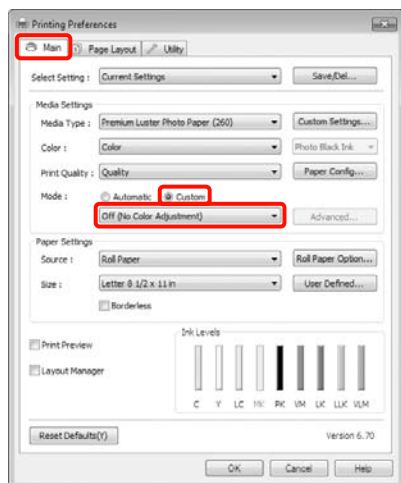 Printing Preferences
Main Page Layout Utility
Select Setting : Current Settings Save/Del...
Media Settings
Media Type : Premium Luster Photo Paper (260) Custom Settings...
Color : Color Photo Black Ink
Print Quality : Quality Paper Config...
Mode : Automatic Custom
Off (No Color Adjustment) Advanced...
Paper Settings
Source : Roll Paper Roll Paper Option...
Size : Letter 8 1/2 x 11 in User Defined...
Borderless
Ink Levels
Print Preview
Layout Manager
C Y LC MK PK VM LK LLK VLM
Reset Defaults(Y) Version 6.70
OK Cancel Help